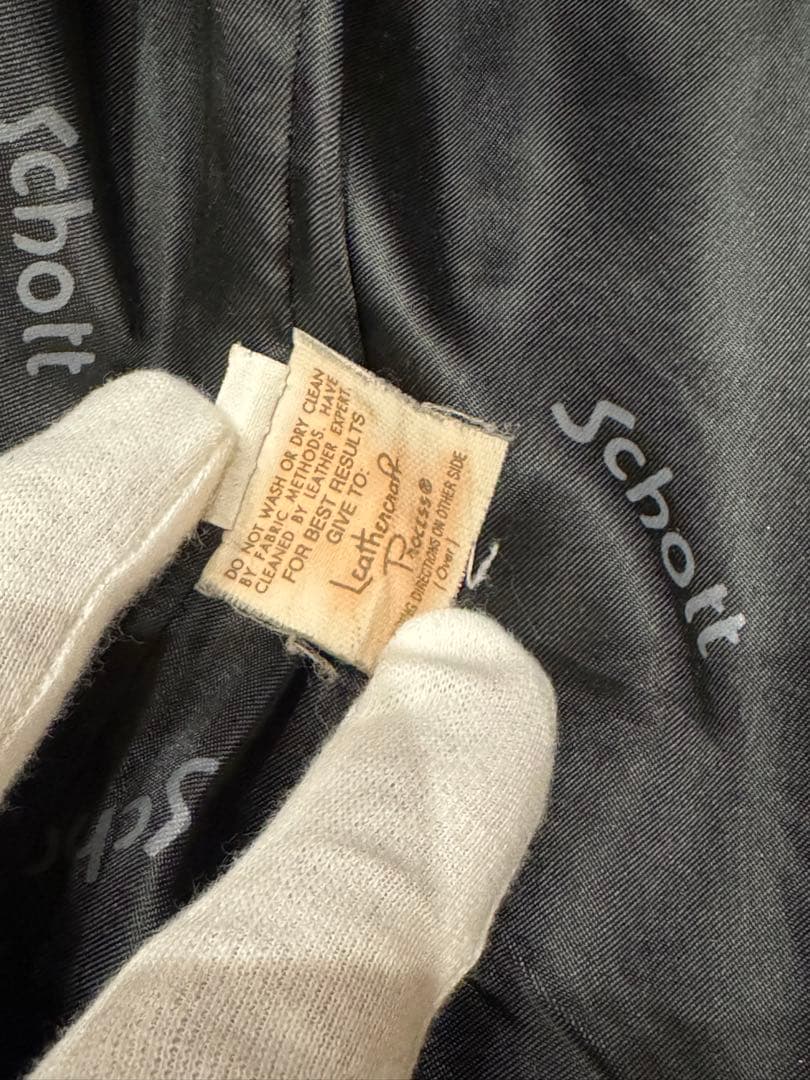 Schott
DO NOT WASH OR DRY CLEAN
BY FABRIC METHODS. HAVE
CLEANED BY LEATHER EXPERT
FOR BEST RESULTS
GIVE TO:
Leathercraft
Process®
DIRECTIONS ON OTHER SIDE
(Over)
Schott
Sch